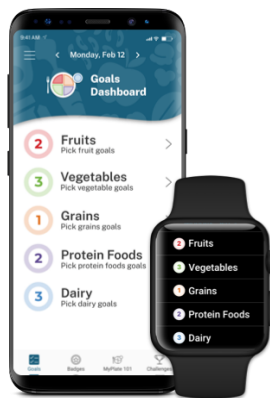 9:41 AM
< Monday, Feb 12 >
Goals
Dashboard
2 Fruits
Pick fruit goals
3 Vegetables
Pick vegetable goals
1 Grains
Pick grains goals
2 Protein Foods
Pick protein foods goals
3 Dairy
Pick dairy goals
Goals Badges MyPlate 101 Challenges
2 Fruits
3 Vegetables
1 Grains
2 Protein Foods
3 Dairy